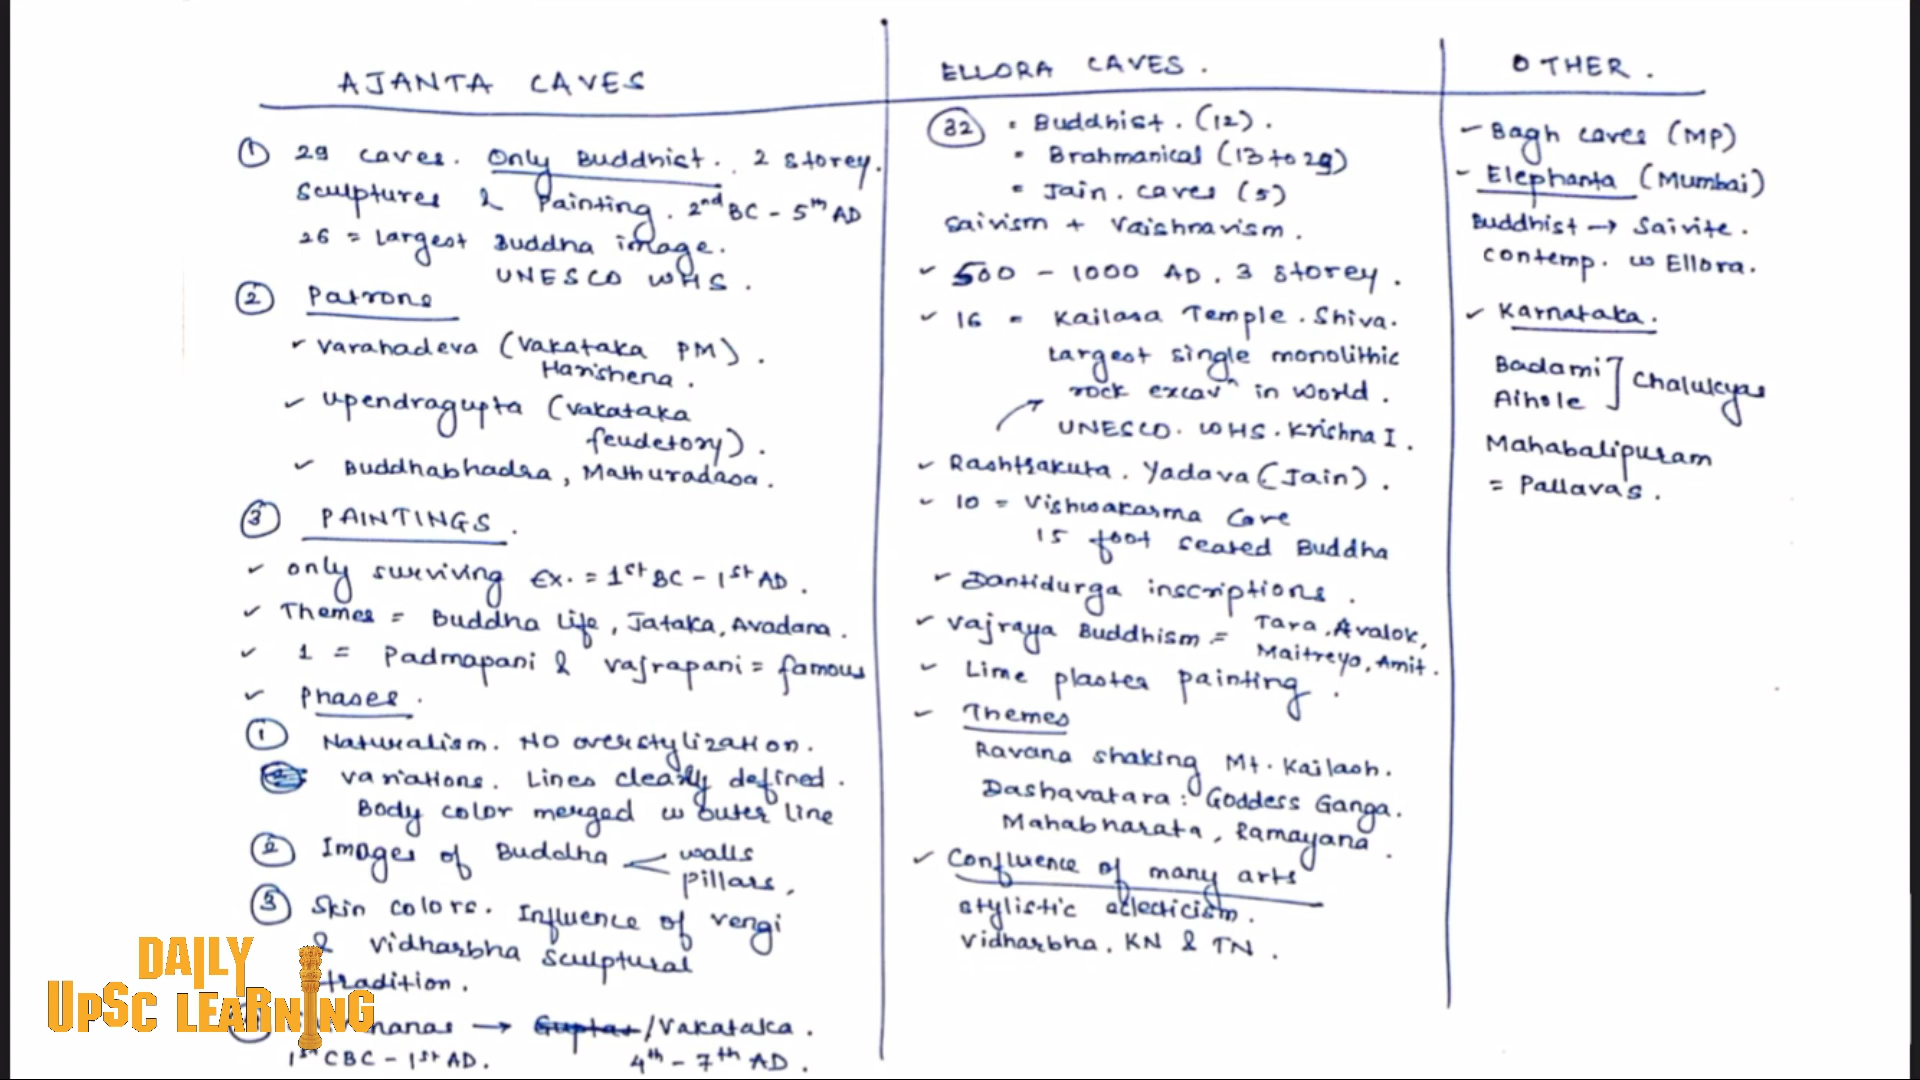 AJANTA CAVES
① 29 caves. Only Buddhist. 2 storey.
Sculptures & Painting. 2nd BC - 5th AD
26 = Largest Buddha image.
UNESCO WHS.
② Patrons
✓ Varahadeva (Vakataka PM).
Harishena.
✓ Upendragupta (Vakataka
feudetory).
✓ Buddhabhadra, Mathuradasa.
③ PAINTINGS.
✓ only surviving Ex. = 1st BC - 1st AD.
✓ Themes = Buddha Life, Jataka, Avadana.
✓ 1 = Padmapani & Vajrapani = famous
✓ Phases.
① Naturalism. No overstylization.
variations. Lines clearly defined.
Body color merged w outer line
② Images of Buddha < walls
pillars,
③ Skin colors. Influence of Vengi
& Vidharbha Sculptural
tradition.
→ Guptas/Vakataka.
1st CBC - 1st AD. 4th - 7th AD.
ELLORA CAVES.
32 • Buddhist. (12).
• Brahmanical (13 to 29)
• Jain. caves (5)
Saivism + Vaishnavism.
✓ 500 - 1000 AD. 3 Storey.
✓ 16 = Kailasa Temple. Shiva.
Largest single monolithic
rock excavn in world.
UNESCO. WHS. Krishna I.
✓ Rashtrakuta. Yadava (Jain).
✓ 10 = Vishwakarma Cave
15 foot seated Buddha
✓ Dantidurga inscriptions.
✓ Vajraya Buddhism = Tara, Avalok,
Maitreya, Amit.
✓ Lime plaster painting.
✓ Themes
Ravana shaking Mt. Kailash.
Dashavatara: Goddess Ganga.
Mahabharata, Ramayana.
✓ Confluence of many arts
stylistic eclecticism.
Vidharbha, KN & TN.
OTHER.
- Bagh caves (MP)
- Elephanta (Mumbai)
Buddhist → Saivite.
contemp. w Ellora.
✓ Karnataka.
Badami ] Chalukyas
Aihole
Mahabalipuram
= Pallavas.
DAILY
UPSC LEARNING